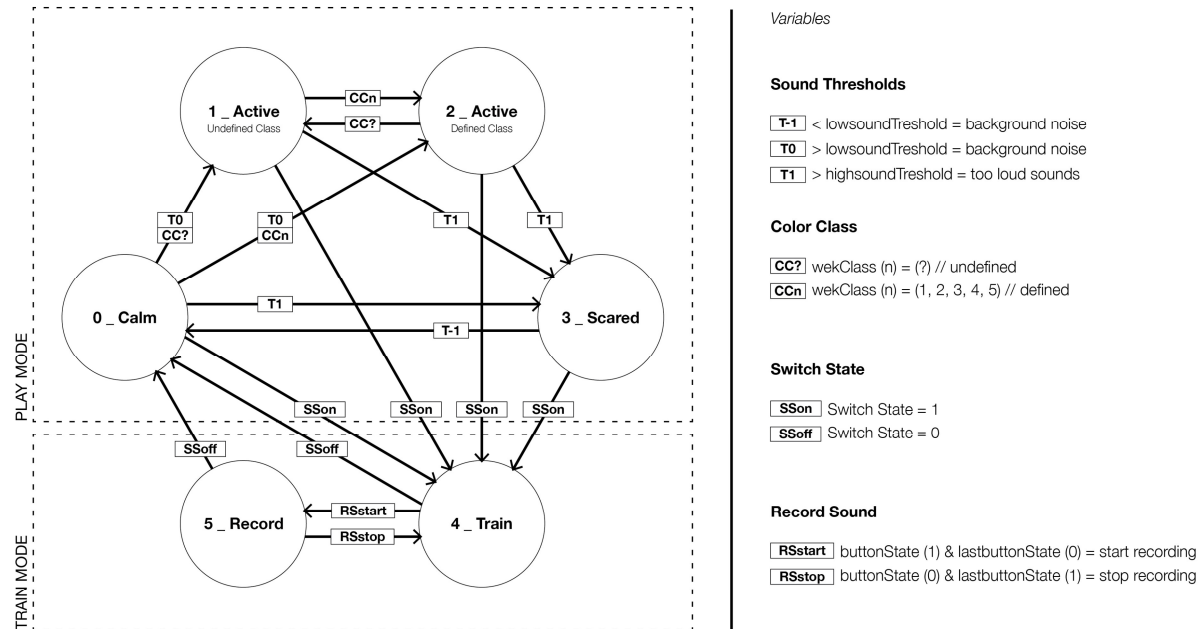 CCn
1 _ Active
Undefined Class
2 _ Active
Defined Class
CC?
T0
CC?
T0
CCn
T1
T1
0 _ Calm
T1
3 _ Scared
T-1
PLAY MODE
SSon
SSon
SSon
SSon
SSoff
SSoff
RSstart
5 _ Record
4 _ Train
RSstop
TRAIN MODE
Variables
Sound Thresholds
T-1 < lowsoundTreshold = background noise
T0 > lowsoundTreshold = background noise
T1 > highsoundTreshold = too loud sounds
Color Class
CC? wekClass (n) = (?) // undefined
CCn wekClass (n) = (1, 2, 3, 4, 5) // defined
Switch State
SSon Switch State = 1
SSoff Switch State = 0
Record Sound
RSstart buttonState (1) & lastbuttonState (0) = start recording
RSstop buttonState (0) & lastbuttonState (1) = stop recording